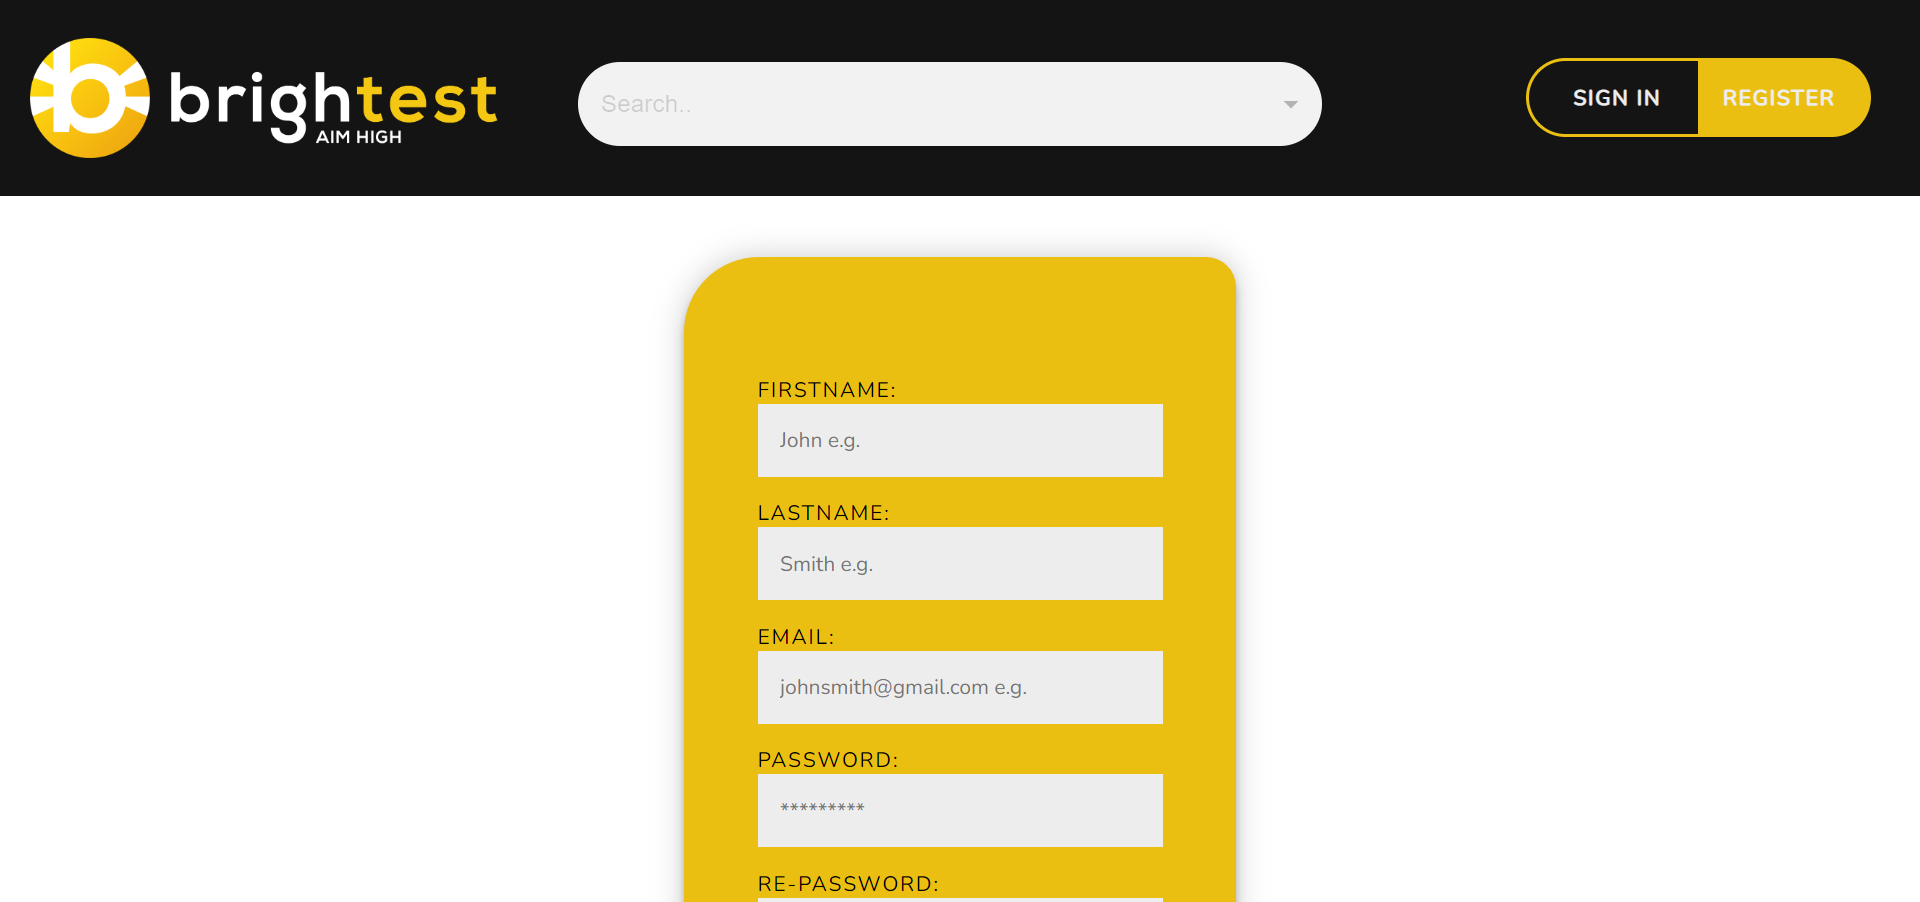 brightest
AIM HIGH
Search..
SIGN IN
REGISTER
FIRSTNAME:
John e.g.
LASTNAME:
Smith e.g.
EMAIL:
johnsmith@gmail.com e.g.
PASSWORD:
*********
RE-PASSWORD: